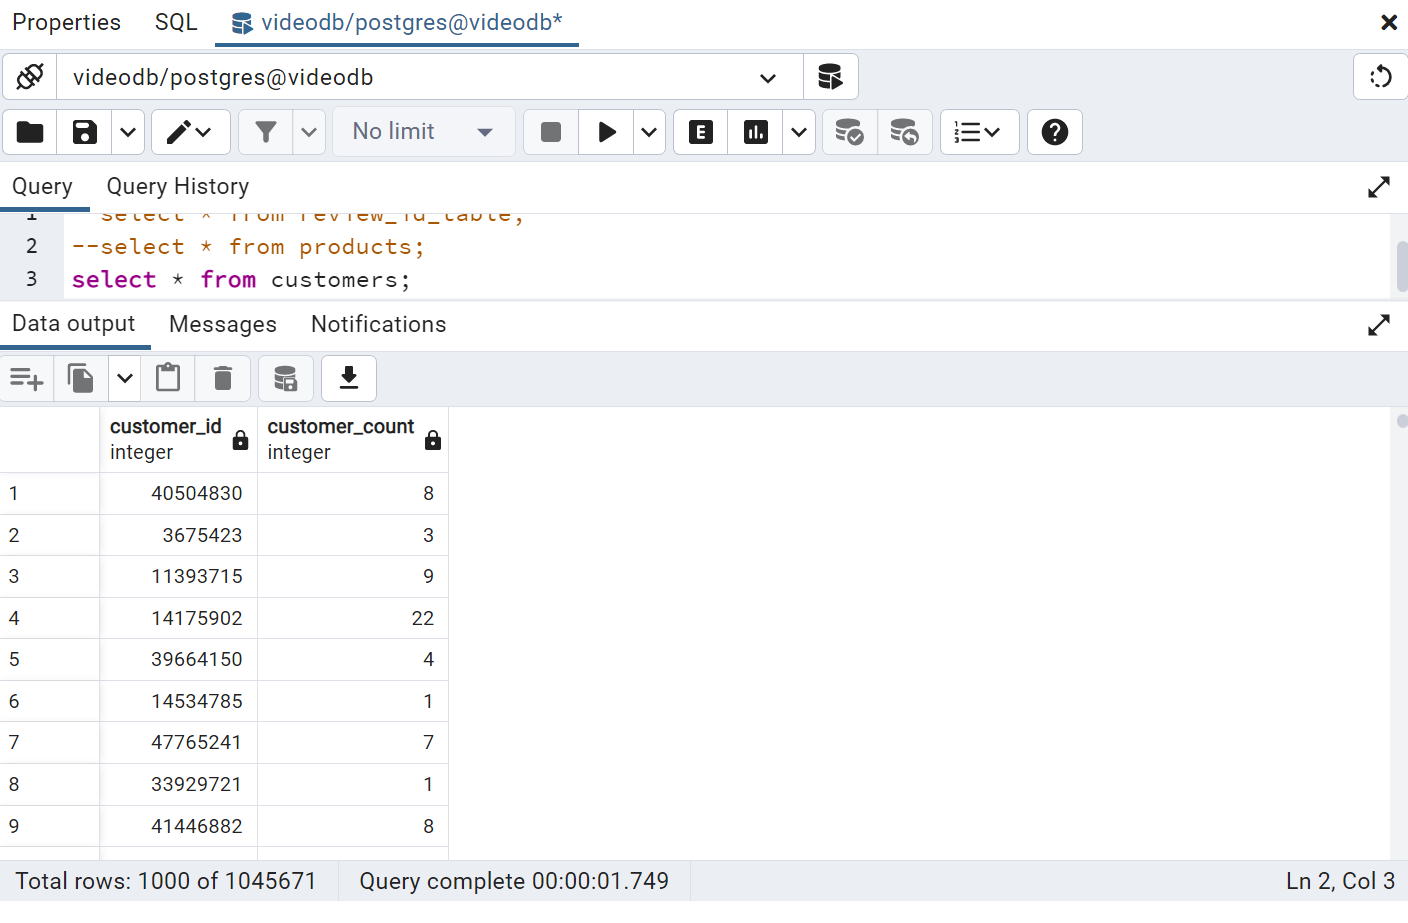 Properties SQL videodb/postgres@videodb*
videodb/postgres@videodb
No limit E
Query Query History
1 select * from review_id_table;
2 --select * from products;
3 select * from customers;
Data output Messages Notifications
customer_id customer_count
integer integer
1 40504830 8
2 3675423 3
3 11393715 9
4 14175902 22
5 39664150 4
6 14534785 1
7 47765241 7
8 33929721 1
9 41446882 8
Total rows: 1000 of 1045671 Query complete 00:00:01.749 Ln 2, Col 3